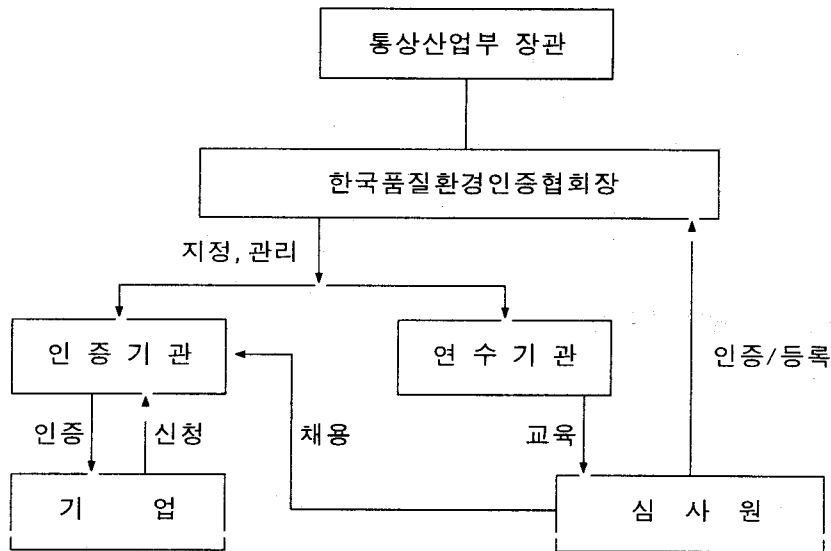 통상산업부 장관
한국품질환경인증협회장
지정, 관리
인 증 기 관
연 수 기 관
인증/등록
인증
신청
채용
교육
기 업
심 사 원